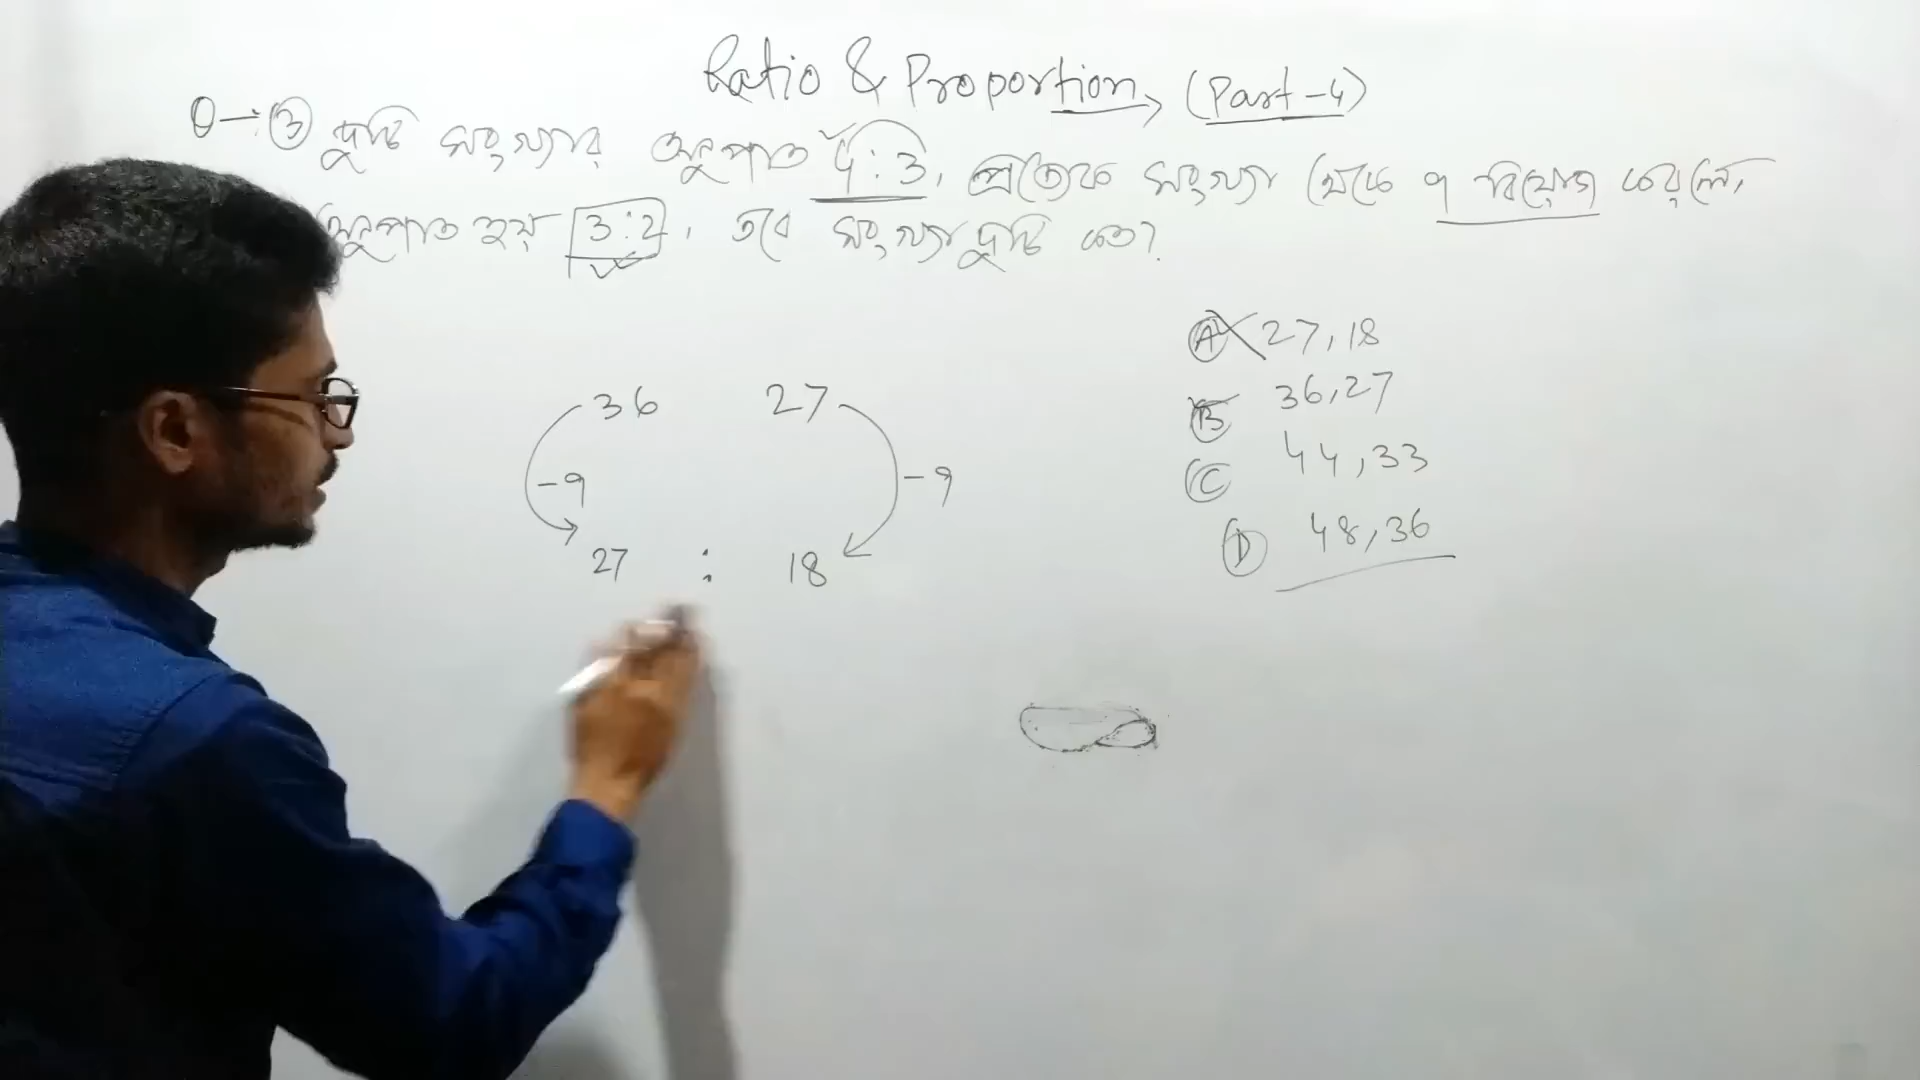 Ratio & Proportion, (Part-4)
Q→③ দুটি সংখ্যার অনুপাত 4:3, প্রত্যেক সংখ্যা থেকে 9 বিয়োগ করলে,
অনুপাত হয় 3:2, তবে সংখ্যা দুটি কত?
Ⓐ 27,18
Ⓑ 36,27
Ⓒ 44,33
Ⓓ 48,36
36 27
-9 -9
27 : 18